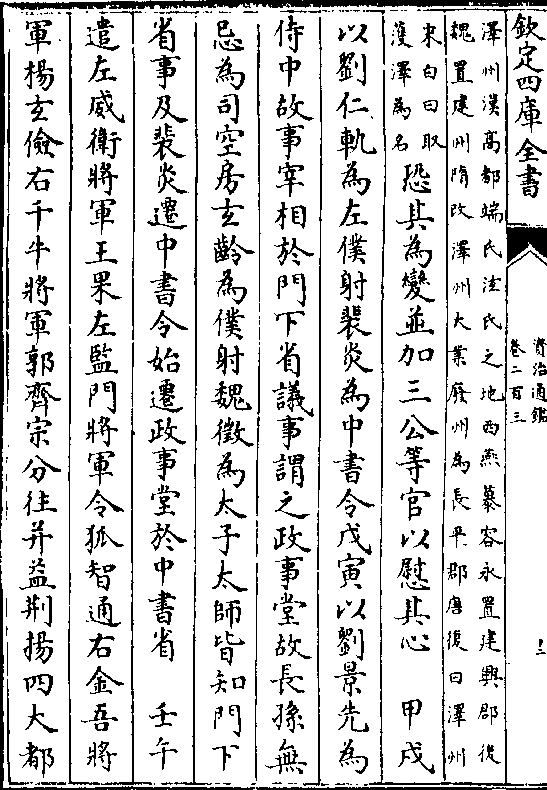 欽定四庫全書
資治通鑑
卷二百三
十二
澤州漢高都端氏泫氏之地西燕慕容永置建興郡後
魏置建州隋改澤州大業廢州為長平郡唐復曰澤州
宋白曰取
濩澤為名
恐其為變並加三公等官以慰其心　甲戌
以劉仁軌為左僕射裴炎為中書令戊寅以劉景先為
侍中故事宰相於門下省議事謂之政事堂故長孫無
忌為司空房玄齡為僕射魏徵為太子太師皆知門下
省事及裴炎遷中書令始遷政事堂於中書省　壬午
遣左威衛將軍王果左監門將軍令狐智通右金吾將
軍楊玄儉右千牛將軍郭齊宗分往并益荆揚四大都